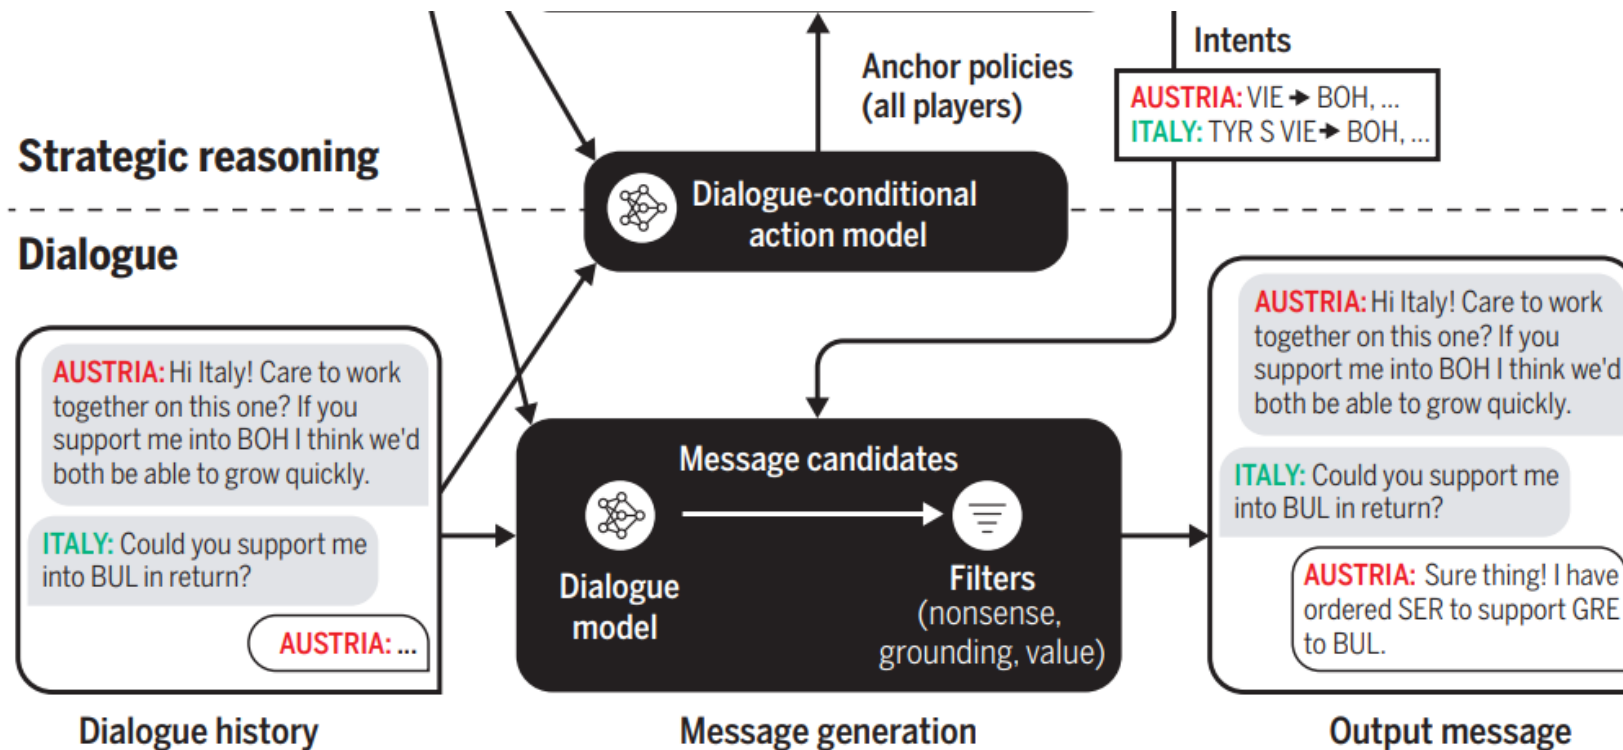 Intents
Anchor policies
(all players)
AUSTRIA: VIE → BOH, ...
ITALY: TYR S VIE → BOH, ...
Strategic reasoning
Dialogue-conditional
action model
Dialogue
AUSTRIA: Hi Italy! Care to work
together on this one? If you
support me into BOH I think we'd
both be able to grow quickly.
ITALY: Could you support me
into BUL in return?
AUSTRIA: ...
Dialogue history
Message candidates
Dialogue
model
Filters
(nonsense,
grounding, value)
Message generation
AUSTRIA: Hi Italy! Care to work
together on this one? If you
support me into BOH I think we'd
both be able to grow quickly.
ITALY: Could you support me
into BUL in return?
AUSTRIA: Sure thing! I have
ordered SER to support GRE
to BUL.
Output message